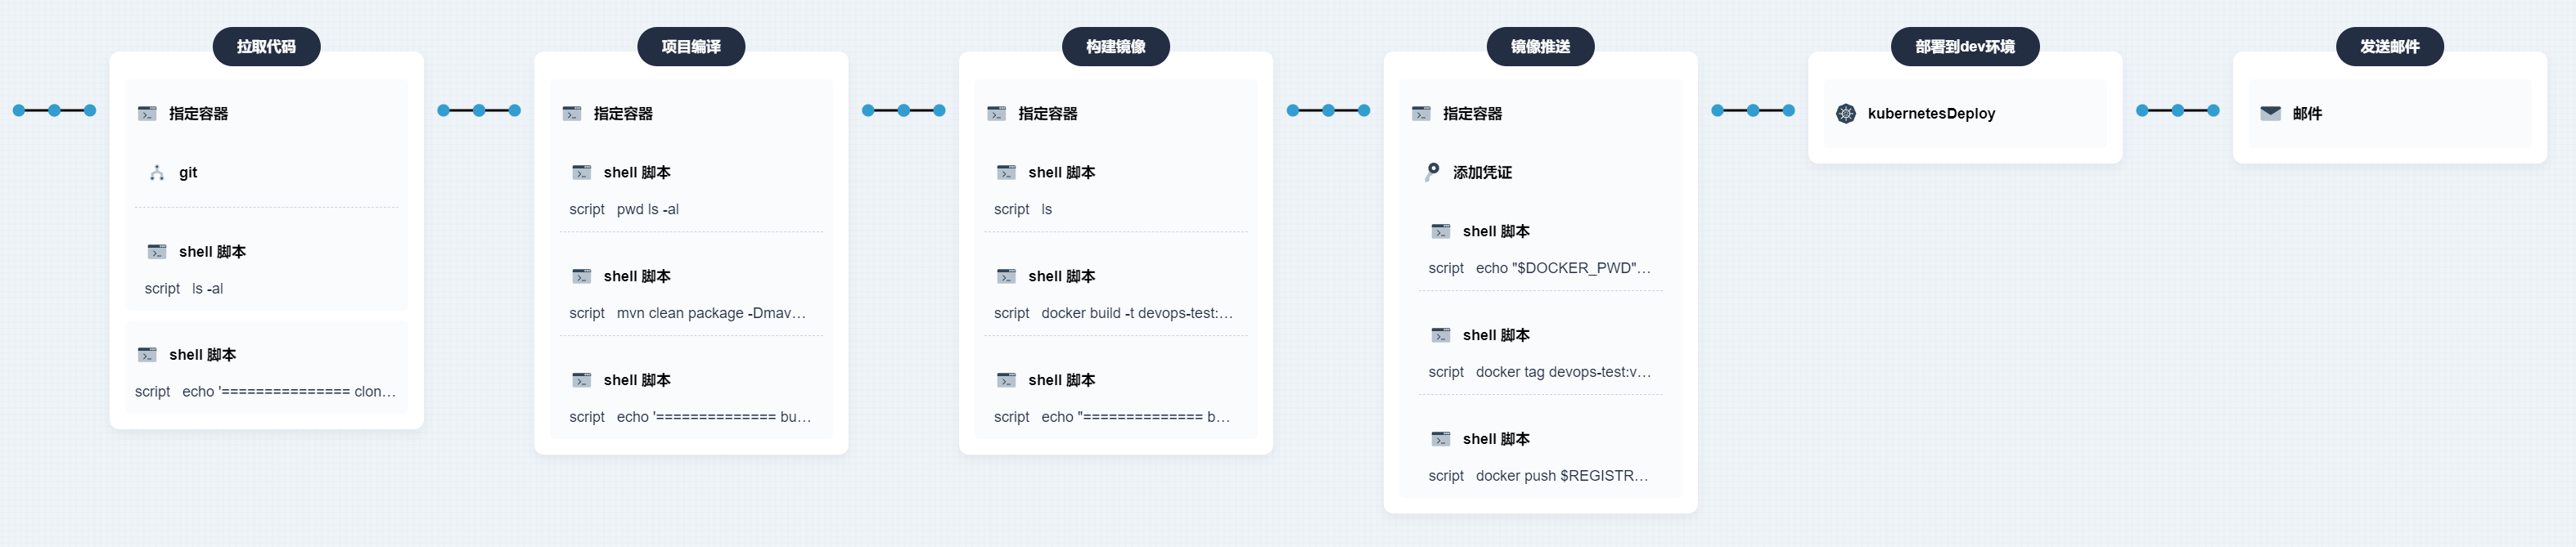 拉取代码
指定容器
git
shell 脚本
script ls -al
shell 脚本
script echo '=============== clon...
项目编译
指定容器
shell 脚本
script pwd ls -al
shell 脚本
script mvn clean package -Dmav...
shell 脚本
script echo '============== bu...
构建镜像
指定容器
shell 脚本
script ls
shell 脚本
script docker build -t devops-test:...
shell 脚本
script echo "============== b...
镜像推送
指定容器
添加凭证
shell 脚本
script echo "$DOCKER_PWD"...
shell 脚本
script docker tag devops-test:v...
shell 脚本
script docker push $REGISTR...
部署到dev环境
kubernetesDeploy
发送邮件
邮件